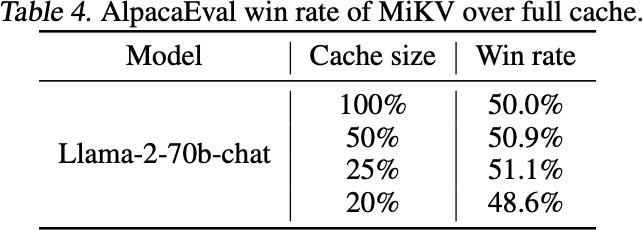 Table 4. AlpacaEval win rate of MiKV over full cache.
Model Cache size Win rate
100% 50.0%
50% 50.9%
Llama-2-70b-chat
25% 51.1%
20% 48.6%